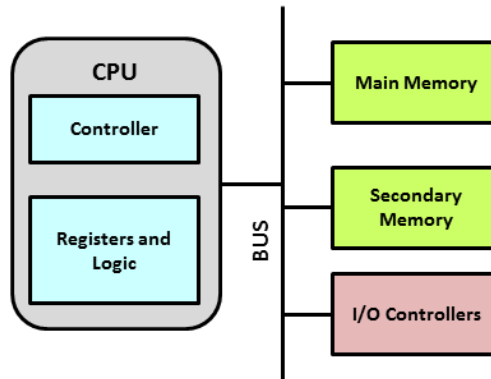 CPU
Controller
Registers and
Logic
BUS
Main Memory
Secondary
Memory
I/O Controllers